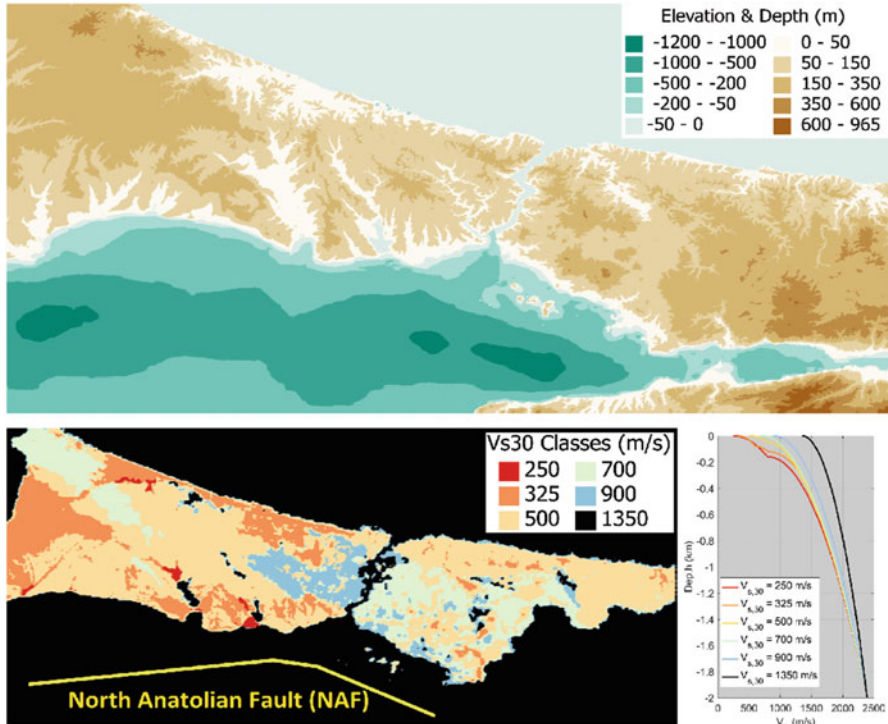 Elevation & Depth (m)
-1200 - -1000
-1000 - -500
-500 - -200
-200 - -50
-50 - 0
0 - 50
50 - 150
150 - 350
350 - 600
600 - 965
Vs30 Classes (m/s)
250
325
500
700
900
1350
North Anatolian Fault (NAF)
0
-0.2
-0.4
-0.6
-0.8
-1
-1.2
-1.4
-1.6
-1.8
-2
Depth (km)
Vs,30 = 250 m/s
Vs,30 = 325 m/s
Vs,30 = 500 m/s
Vs,30 = 700 m/s
Vs,30 = 900 m/s
Vs,30 = 1350 m/s
0 500 1000 1500 2000 2500
(m/s)